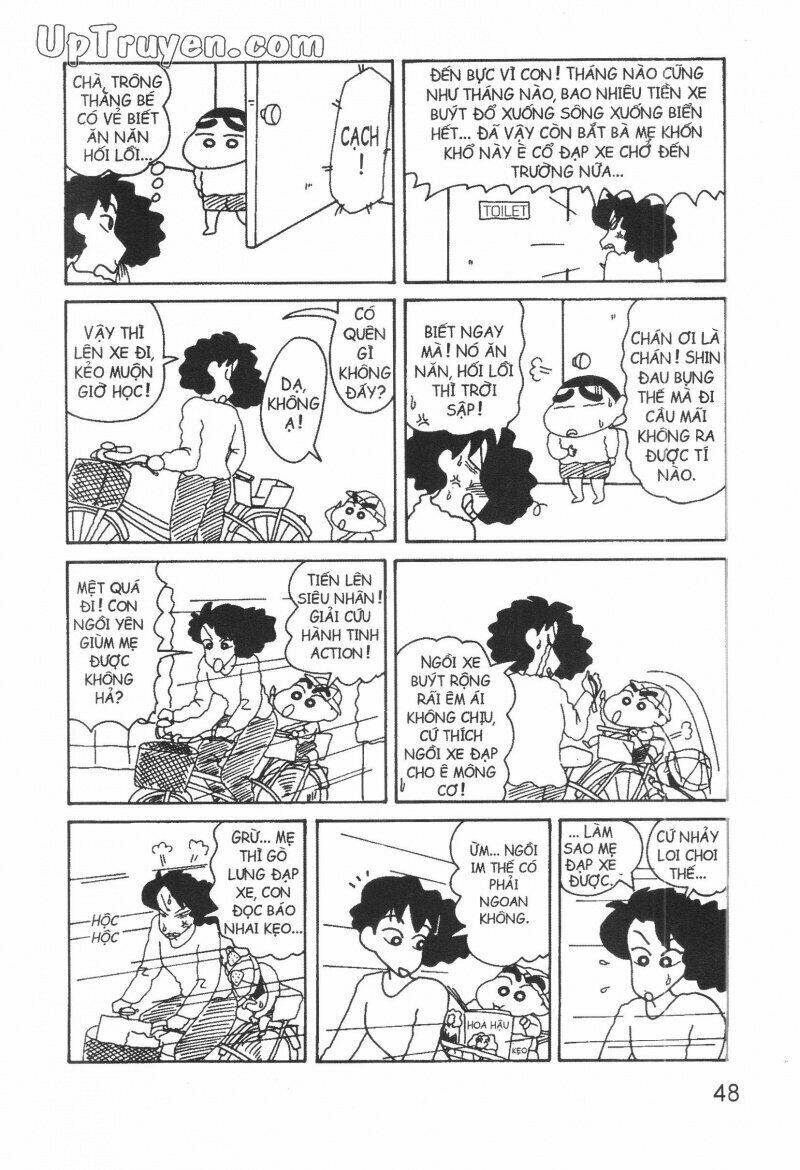 UpTruyen.com
ĐẾN BỰC VÌ CON! THÁNG NÀO CŨNG
NHƯ THÁNG NÀO, BAO NHIÊU TIỀN XE
BUÝT ĐỔ XUỐNG SÔNG XUỐNG BIỂN
HẾT... ĐÃ VẬY CÒN BẮT BÀ MẸ KHỐN
KHỔ NÀY È CỔ ĐẠP XE CHỞ ĐẾN
TRƯỜNG NỮA...
TOILET
CẠCH
!
CHÀ, TRÔNG
THẰNG BÉ
CÓ VẺ BIẾT
ĂN NĂN
HỐI LỖI...
CHÁN ƠI LÀ
CHÁN! SHIN
ĐAU BỤNG
THẾ MÀ ĐI
CẦU MÃI
KHÔNG RA
ĐƯỢC TÍ
NÀO.
BIẾT NGAY
MÀ! NÓ ĂN
NĂN, HỐI LỖI
THÌ TRỜI
SẬP!
CÓ
QUÊN
GÌ
KHÔNG
ĐẤY?
DẠ,
KHÔNG
Ạ!
VẬY THÌ
LÊN XE ĐI,
KẺO MUỘN
GIỜ HỌC!
NGỒI XE
BUÝT RỘNG
RÃI ÊM ÁI
KHÔNG CHỊU,
CỨ THÍCH
NGỒI XE ĐẠP
CHO Ê MÔNG
CƠ!
TIẾN LÊN
SIÊU NHÂN!
GIẢI CỨU
HÀNH TINH
ACTION!
MỆT QUÁ
ĐI! CON
NGỒI YÊN
GIÙM MẸ
ĐƯỢC
KHÔNG
HẢ?
CỨ NHẢY
LOI CHOI
THẾ...
... LÀM
SAO MẸ
ĐẠP XE
ĐƯỢC.
ỪM... NGỒI
IM THẾ CÓ
PHẢI
NGOAN
KHÔNG.
HOA HẬU
KẸO
GRỪ... MẸ
THÌ GÒ
LƯNG ĐẠP
XE, CON
ĐỌC BÁO
NHAI KẸO...
HỘC
HỘC
48